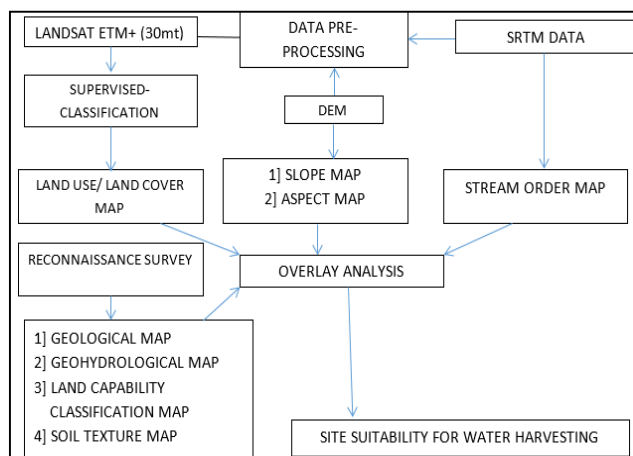 LANDSAT ETM+ (30mt)
DATA PRE-
PROCESSING
SRTM DATA
SUPERVISED-
CLASSIFICATION
DEM
LAND USE/ LAND COVER
MAP
1] SLOPE MAP
2] ASPECT MAP
STREAM ORDER MAP
RECONNAISSANCE SURVEY
OVERLAY ANALYSIS
1] GEOLOGICAL MAP
2] GEOHYDROLOGICAL MAP
3] LAND CAPABILITY
CLASSIFICATION MAP
4] SOIL TEXTURE MAP
SITE SUITABILITY FOR WATER HARVESTING